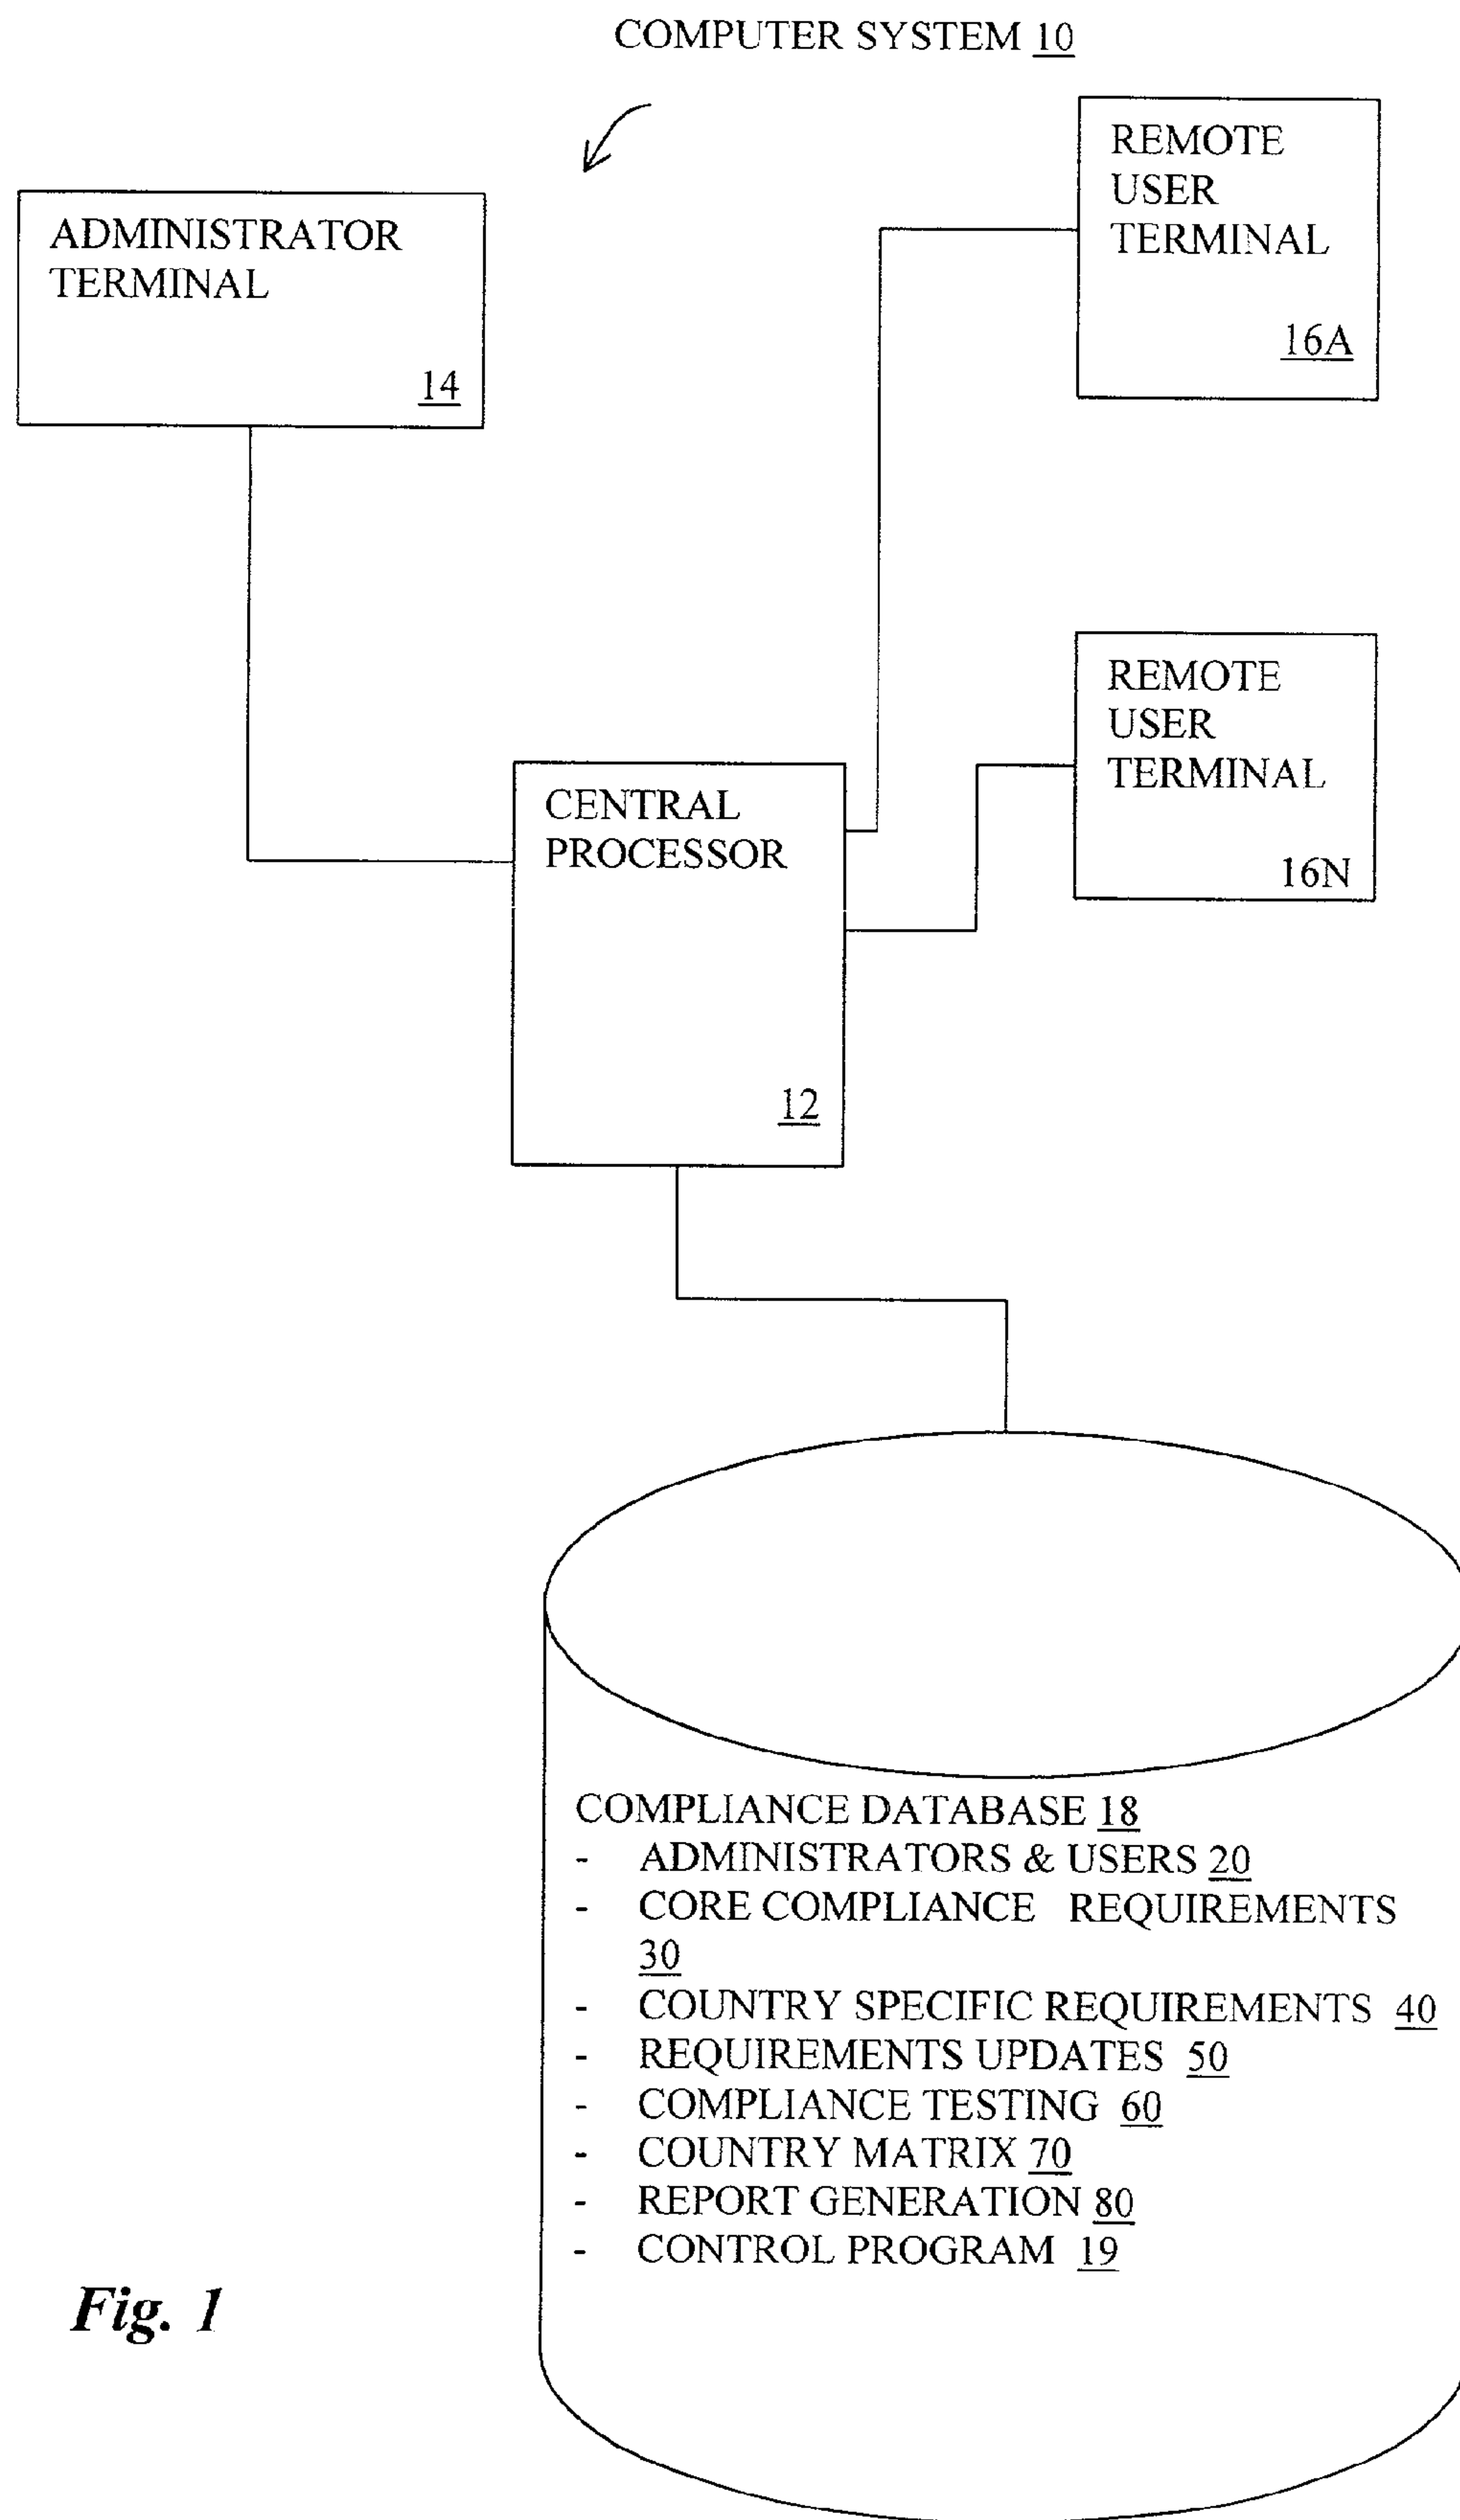 COMPUTER SYSTEM 10
REMOTE
USER
TERMINAL
16A
ADMINISTRATOR
TERMINAL
14
REMOTE
USER
TERMINAL
16N
CENTRAL
PROCESSOR
12
COMPLIANCE DATABASE 18
- ADMINISTRATORS & USERS 20
- CORE COMPLIANCE REQUIREMENTS
30
- COUNTRY SPECIFIC REQUIREMENTS 40
- REQUIREMENTS UPDATES 50
- COMPLIANCE TESTING 60
- COUNTRY MATRIX 70
- REPORT GENERATION 80
- CONTROL PROGRAM 19
Fig. 1